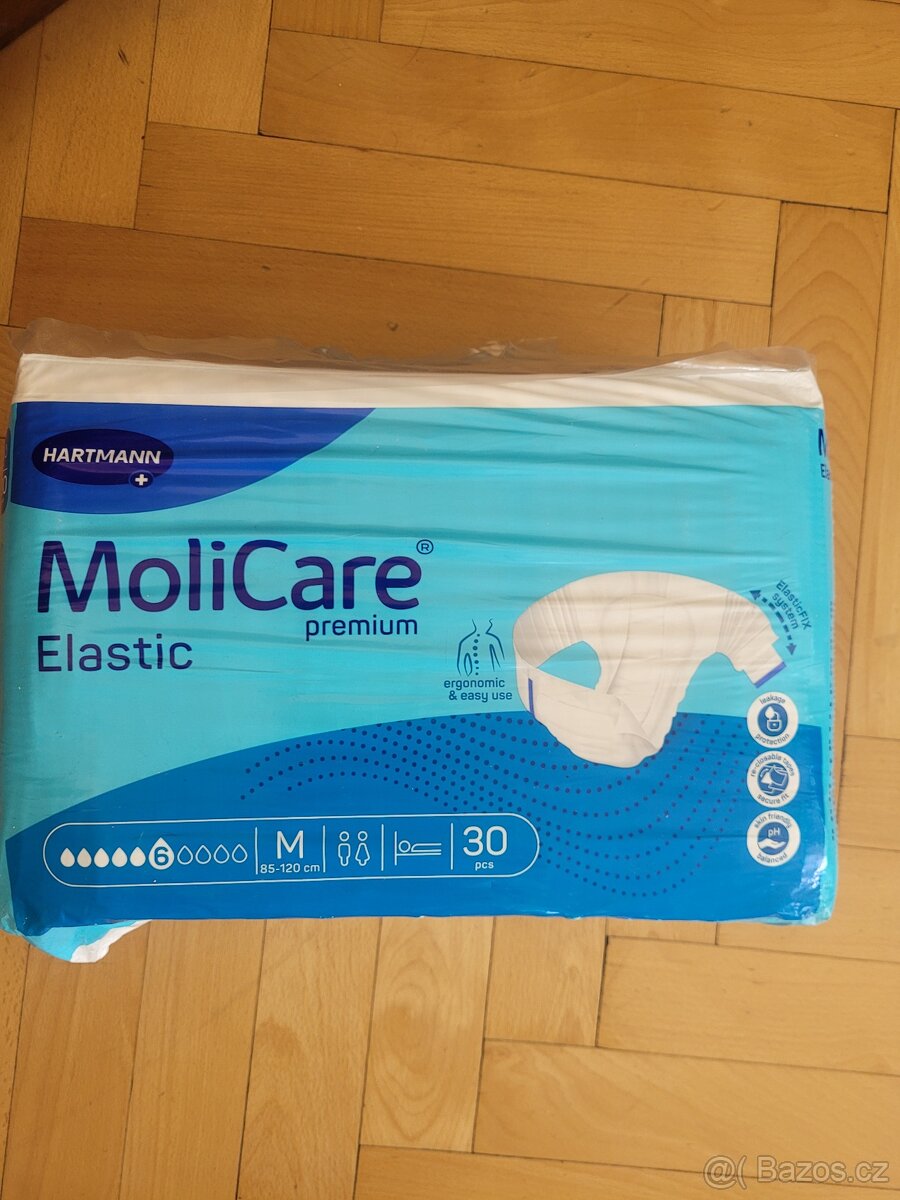 HARTMANN
MoliCare®
premium
Elastic
ElasticFIX
system
ergonomic
& easy use
leakage
protection
re-closable tapes
secure fit
skin friendly
pH
balanced
6
M
85-120 cm
30
pcs
@( Bazos.cz